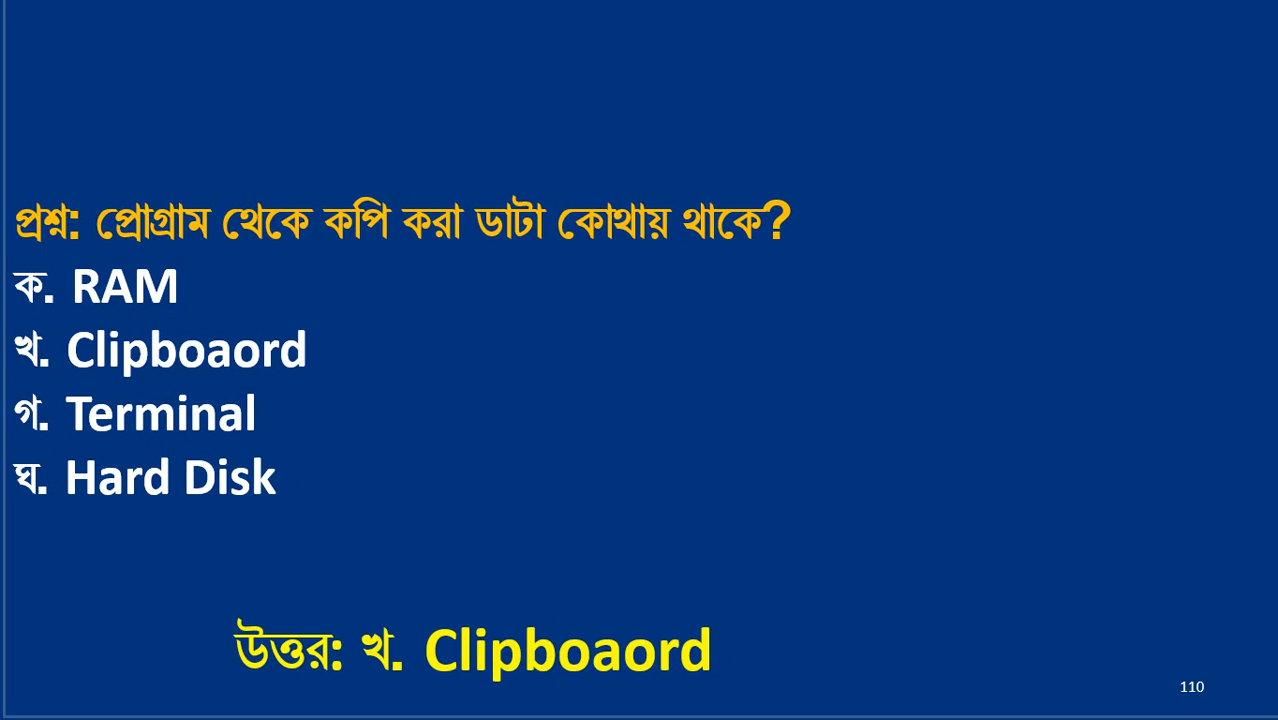 প্রশ্ন: প্রোগ্রাম থেকে কপি করা ডাটা কোথায় থাকে?
ক. RAM
খ. Clipboaord
গ. Terminal
ঘ. Hard Disk
উত্তর: খ. Clipboaord
110